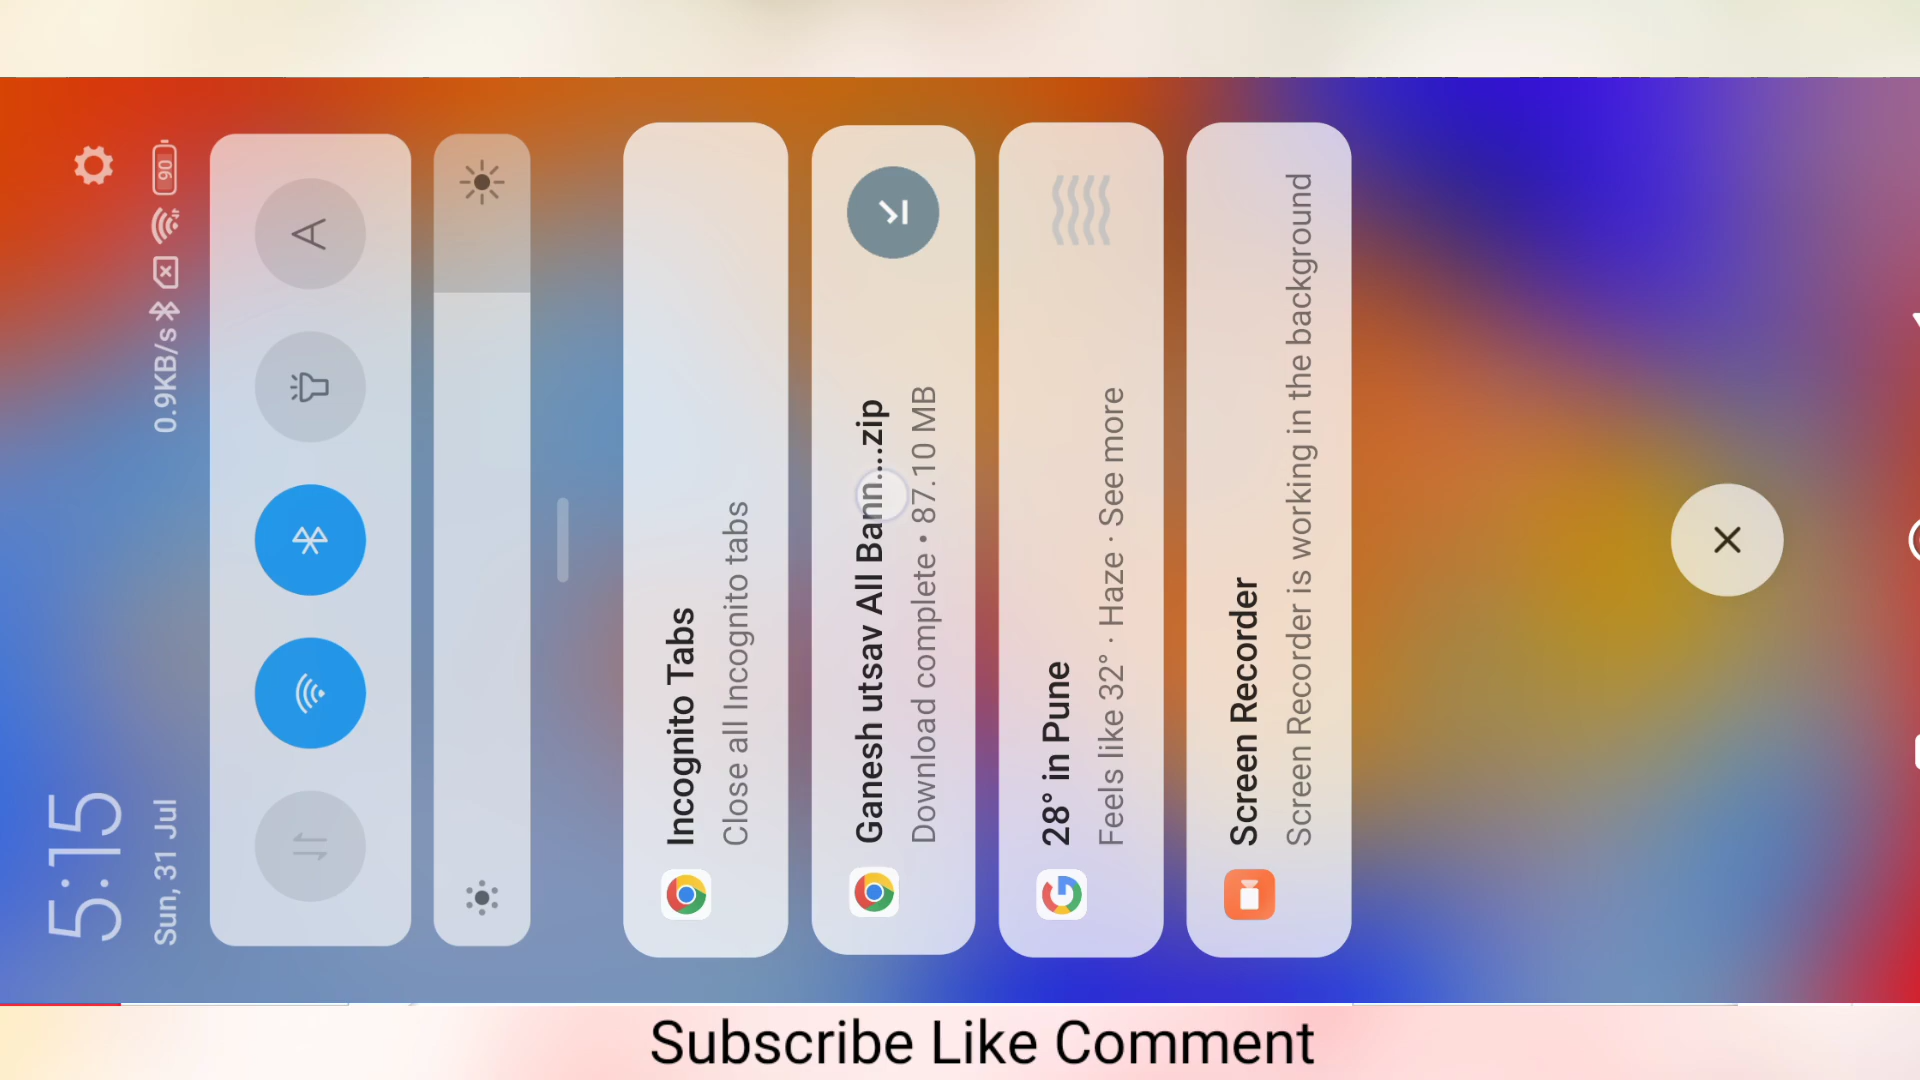 5:15
Sun, 31 Jul
0.9KB/s
90
A
Incognito Tabs
Close all Incognito tabs
Ganesh utsav All Bann....zip
Download complete • 87.10 MB
28° in Pune
Feels like 32° · Haze · See more
Screen Recorder
Screen Recorder is working in the background
Subscribe Like Comment